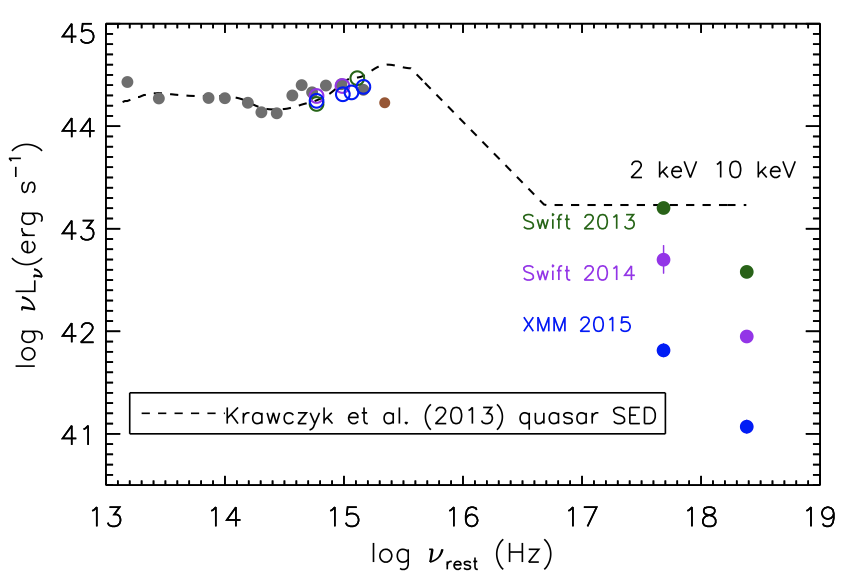 45
44
43
42
41
log νLν(erg s⁻¹)
2 keV 10 keV
Swift 2013
Swift 2014
XMM 2015
Krawczyk et al. (2013) quasar SED
13 14 15 16 17 18 19
log νrest (Hz)